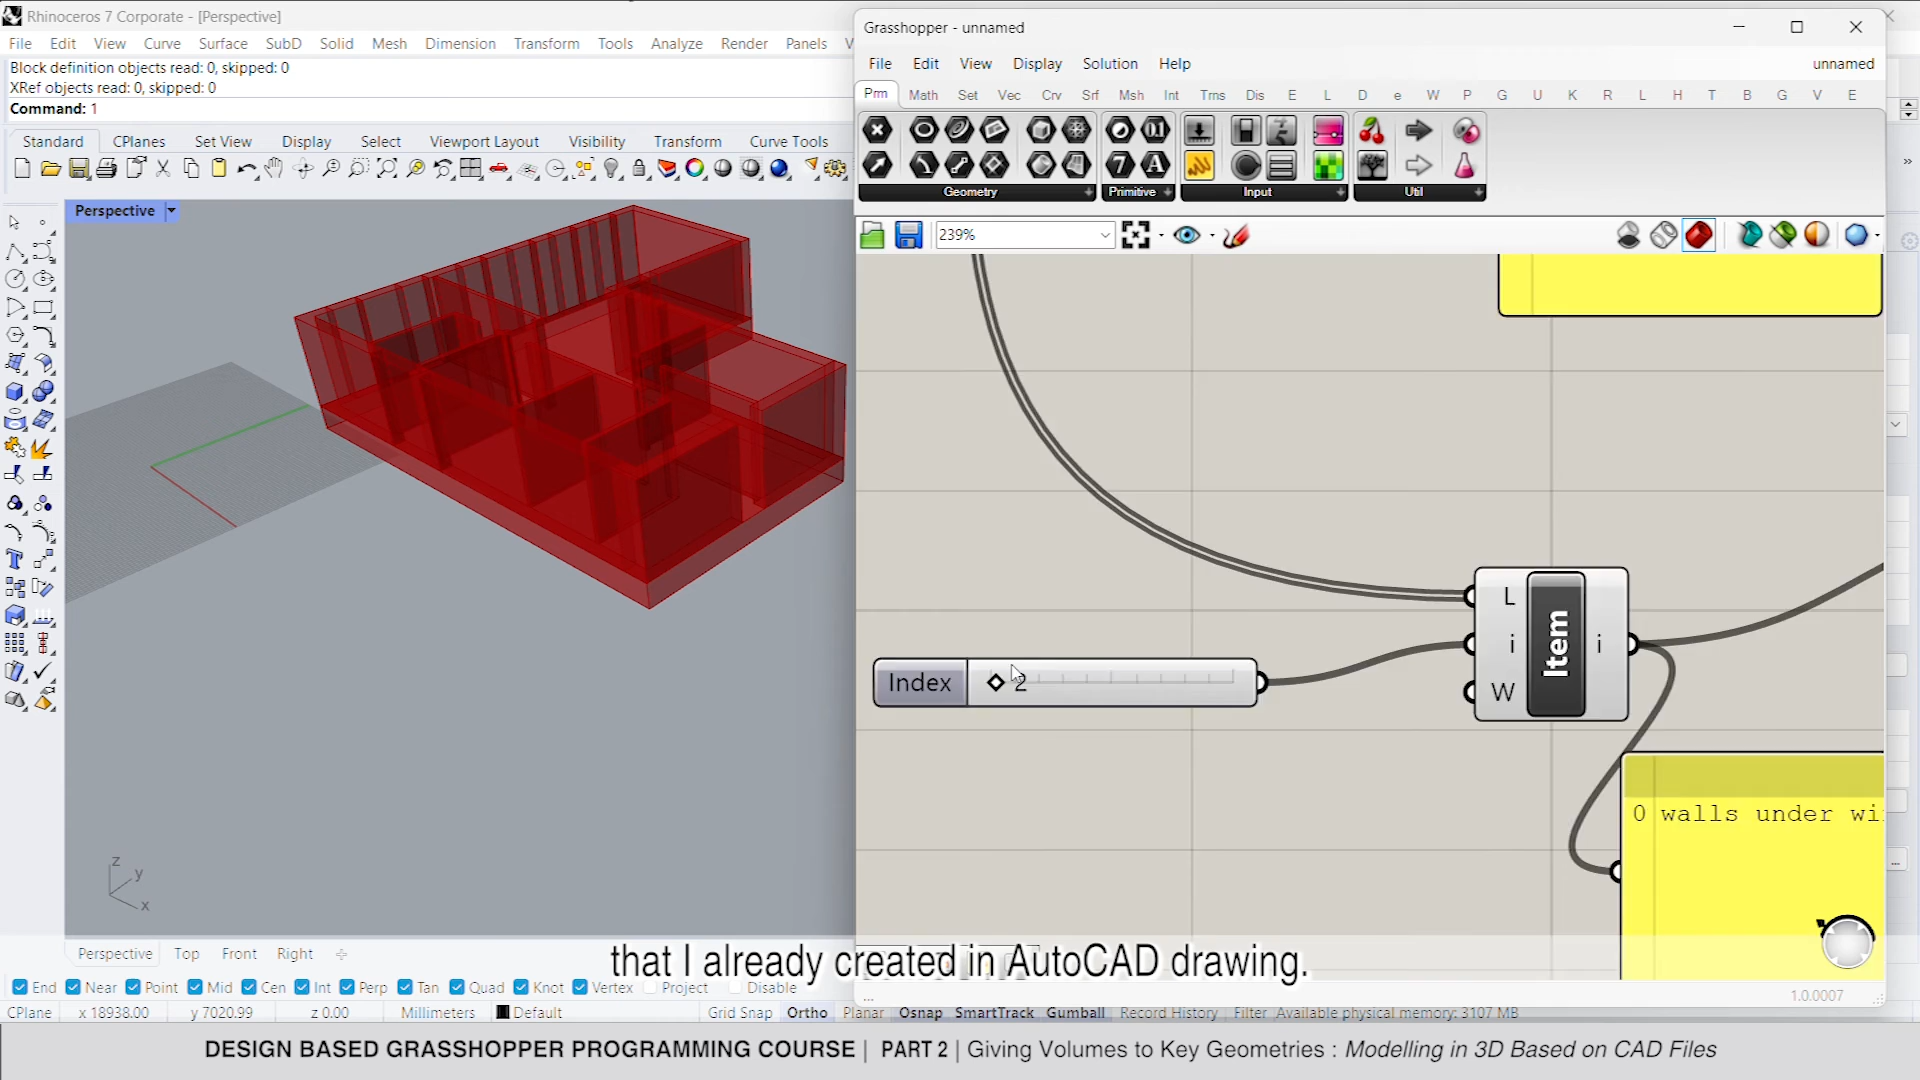 Rhinoceros 7 Corporate - [Perspective]
File Edit View Curve Surface SubD Solid Mesh Dimension Transform Tools Analyze Render Panels V
Block definition objects read: 0, skipped: 0
XRef objects read: 0, skipped: 0
Command: 1
Standard CPlanes Set View Display Select Viewport Layout Visibility Transform Curve Tools
Perspective
z
y
x
Perspective Top Front Right
End Near Point Mid Cen Int Perp Tan Quad Knot Vertex Project Disable
CPlane x 18938.00 y 7020.99 z 0.00 Millimeters Default Grid Snap Ortho Planar Osnap SmartTrack Gumball Record History Filter Available physical memory: 3107 MB
Grasshopper - unnamed
File Edit View Display Solution Help unnamed
Prm Math Set Vec Crv Srf Msh Int Trns Dis E L D e W P G U K R L H T B G V E
Geometry Primitive Input Util
239%
L
i
W
Item
i
Index 2
0 walls under wi
...
1.0.0007
that I already created in AutoCAD drawing.
DESIGN BASED GRASSHOPPER PROGRAMMING COURSE | PART 2 | Giving Volumes to Key Geometries : Modelling in 3D Based on CAD Files